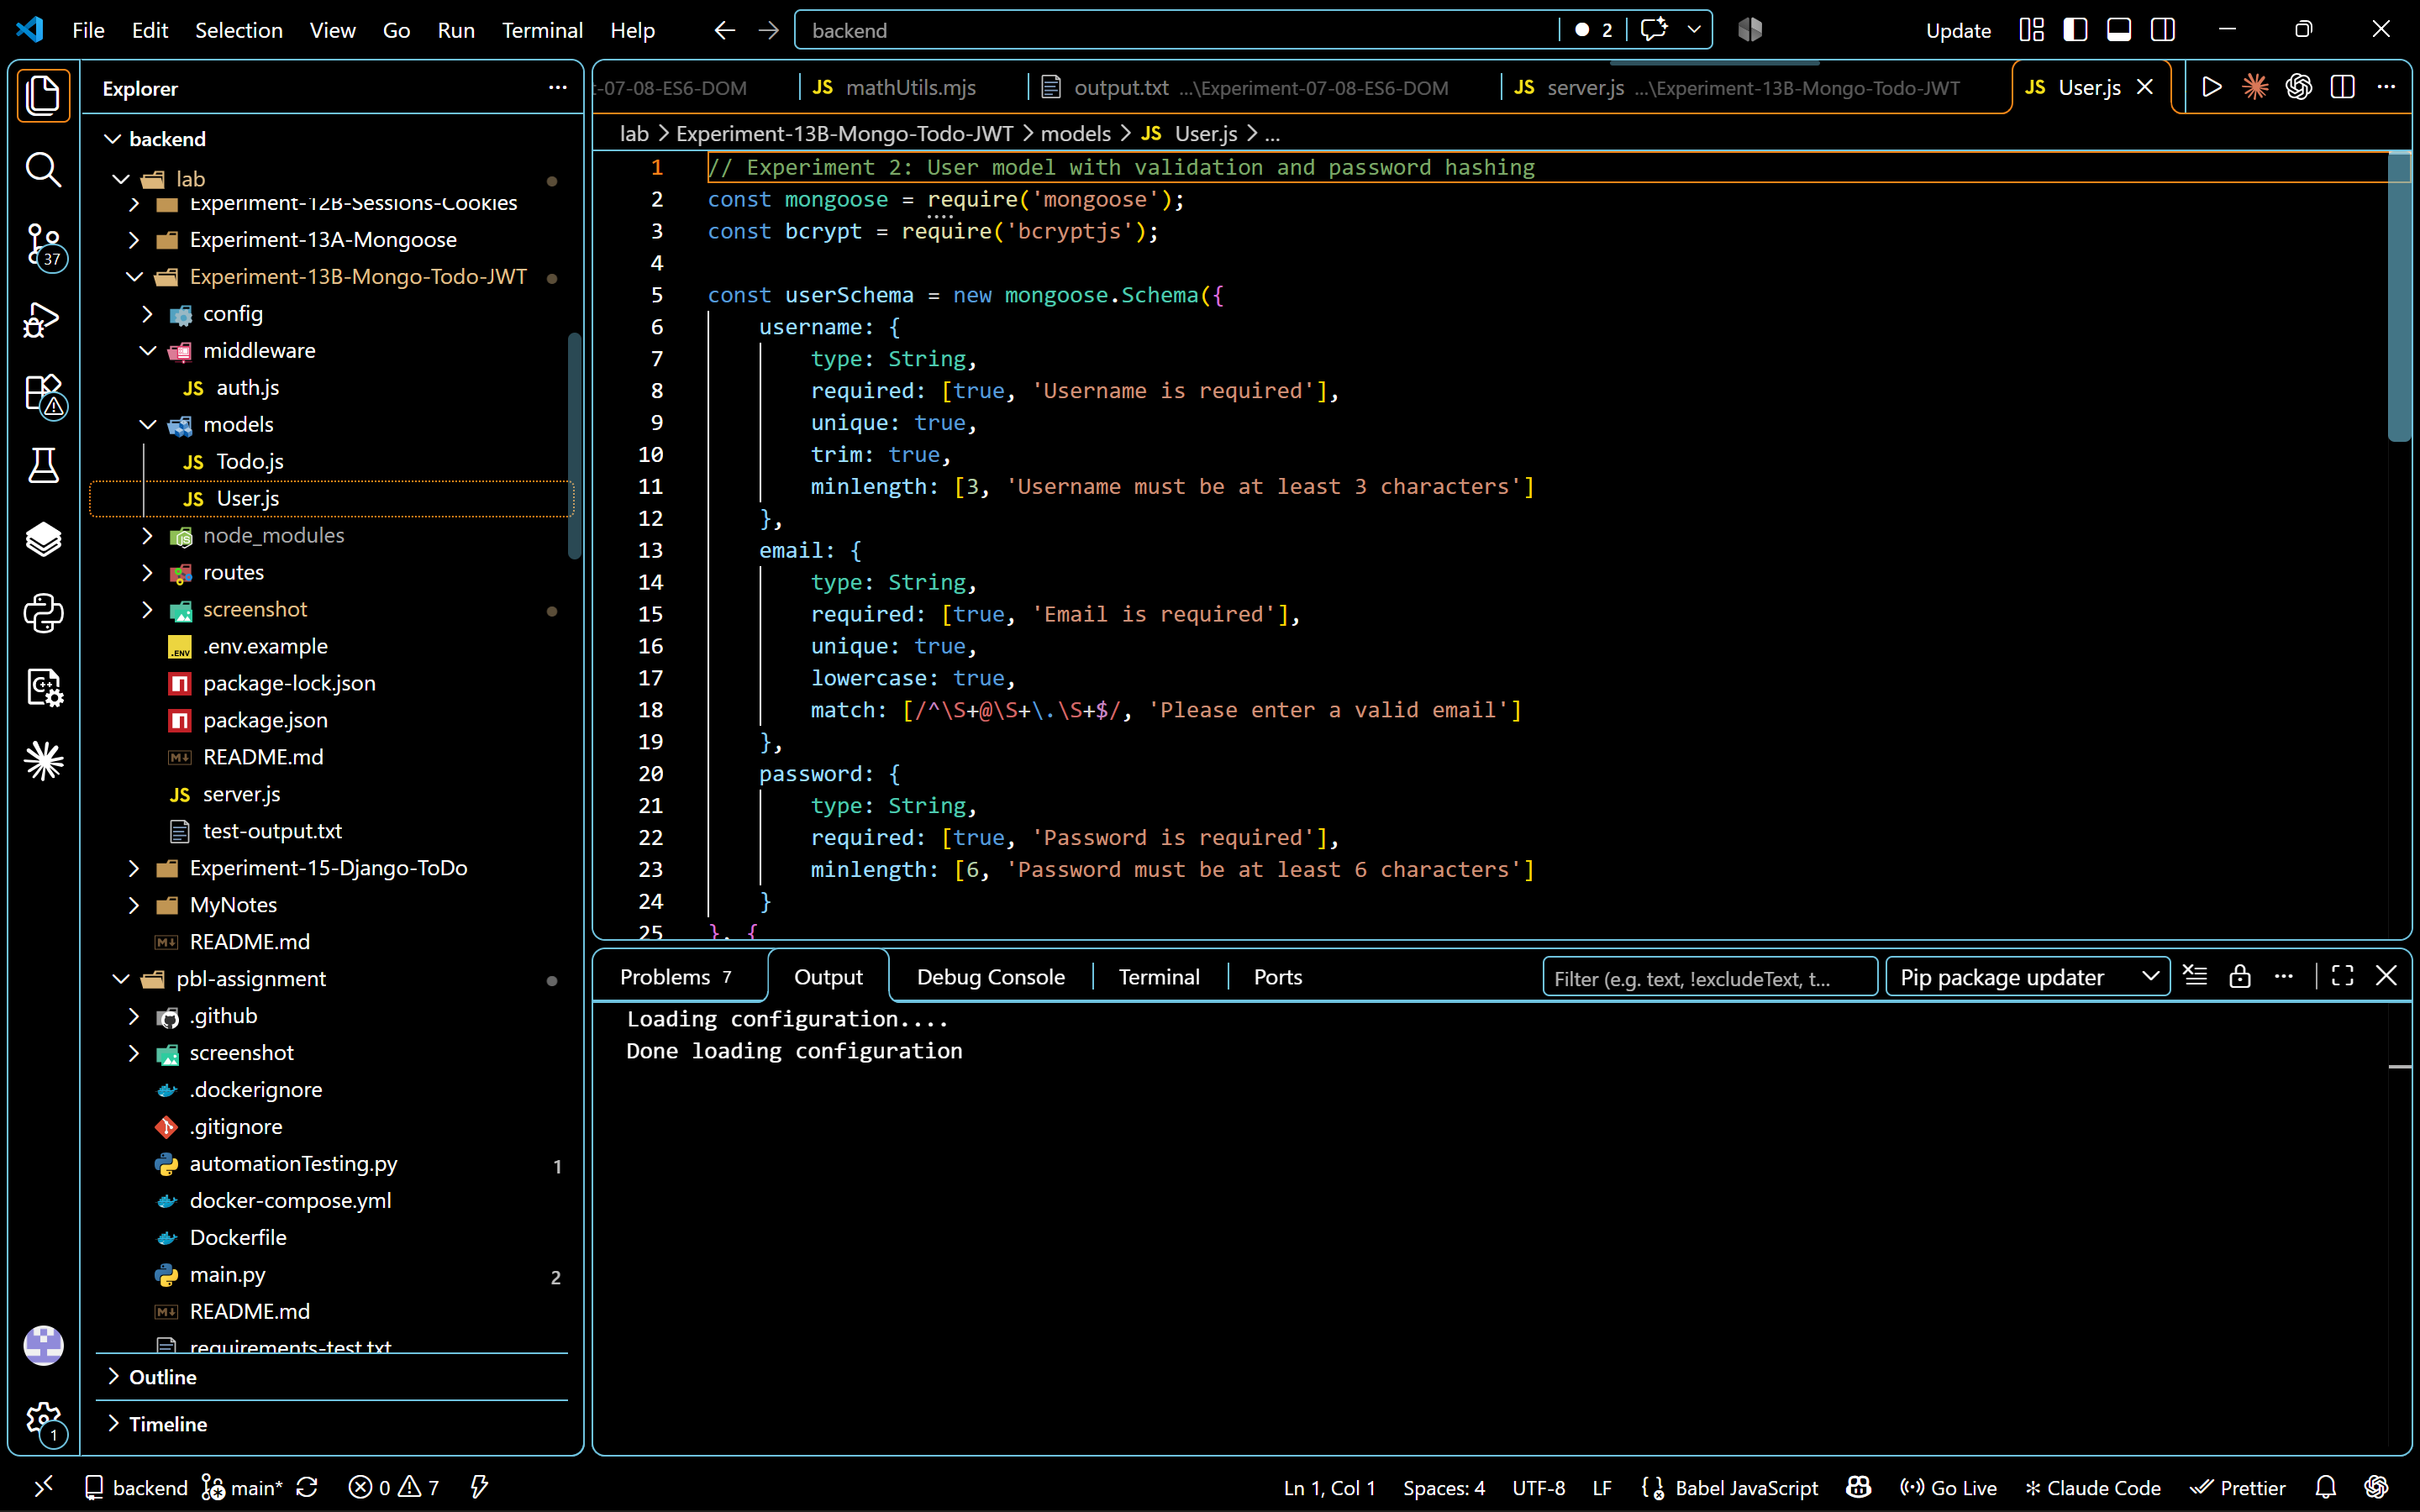 File Edit Selection View Go Run Terminal Help
backend
2
Update
Explorer
backend
lab
Experiment-12B-Sessions-Cookies
Experiment-13A-Mongoose
Experiment-13B-Mongo-Todo-JWT
config
middleware
JS auth.js
models
JS Todo.js
JS User.js
node_modules
routes
screenshot
.ENV .env.example
package-lock.json
package.json
README.md
JS server.js
test-output.txt
Experiment-15-Django-ToDo
MyNotes
README.md
pbl-assignment
.github
screenshot
.dockerignore
.gitignore
automationTesting.py 1
docker-compose.yml
Dockerfile
main.py 2
README.md
requirements-test.txt
Outline
Timeline
37
1
-07-08-ES6-DOM
JS mathUtils.mjs
output.txt ...\Experiment-07-08-ES6-DOM
JS server.js ...\Experiment-13B-Mongo-Todo-JWT
JS User.js
lab > Experiment-13B-Mongo-Todo-JWT > models > JS User.js > ...
1 // Experiment 2: User model with validation and password hashing
2 const mongoose = require('mongoose');
3 const bcrypt = require('bcryptjs');
4
5 const userSchema = new mongoose.Schema({
6 username: {
7 type: String,
8 required: [true, 'Username is required'],
9 unique: true,
10 trim: true,
11 minlength: [3, 'Username must be at least 3 characters']
12 },
13 email: {
14 type: String,
15 required: [true, 'Email is required'],
16 unique: true,
17 lowercase: true,
18 match: [/^\S+@\S+\.\S+$/, 'Please enter a valid email']
19 },
20 password: {
21 type: String,
22 required: [true, 'Password is required'],
23 minlength: [6, 'Password must be at least 6 characters']
24 }
25 }, {
Problems 7 Output Debug Console Terminal Ports
Filter (e.g. text, !excludeText, t...
Pip package updater
Loading configuration....
Done loading configuration
backend main* 0 7
Ln 1, Col 1 Spaces: 4 UTF-8 LF Babel JavaScript Go Live Claude Code Prettier